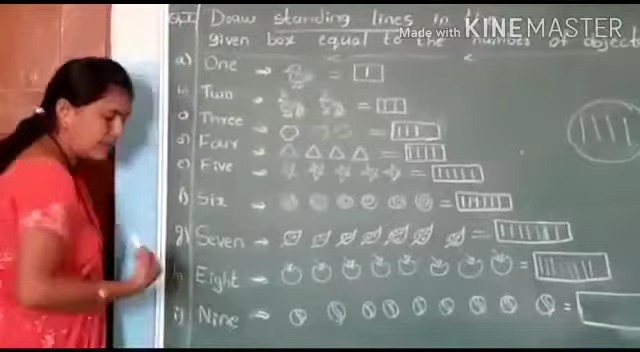 Q.I Draw standing lines in the
given box equal to the number of objects
Made with KINEMASTER
a) One
b) Two
c) Three
d) Four
e) Five
f) Six
g) Seven
h) Eight
i) Nine